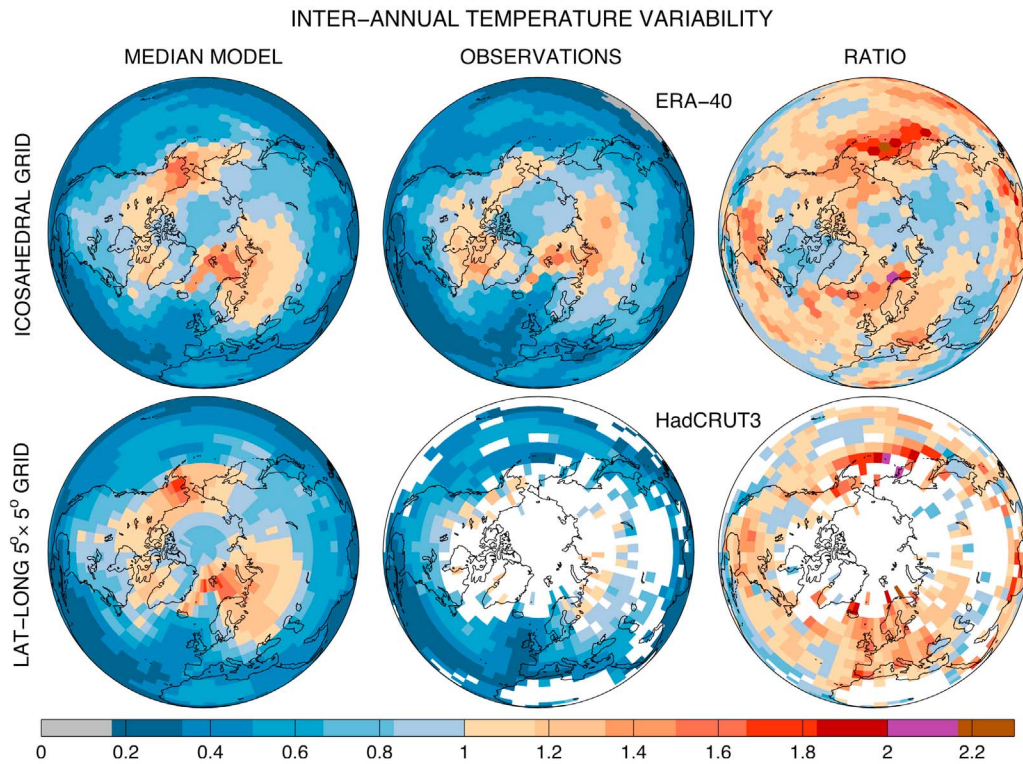 INTER−ANNUAL TEMPERATURE VARIABILITY
MEDIAN MODEL
OBSERVATIONS
RATIO
ERA−40
ICOSAHEDRAL GRID
HadCRUT3
LAT−LONG 5°× 5° GRID
0 0.2 0.4 0.6 0.8 1 1.2 1.4 1.6 1.8 2 2.2